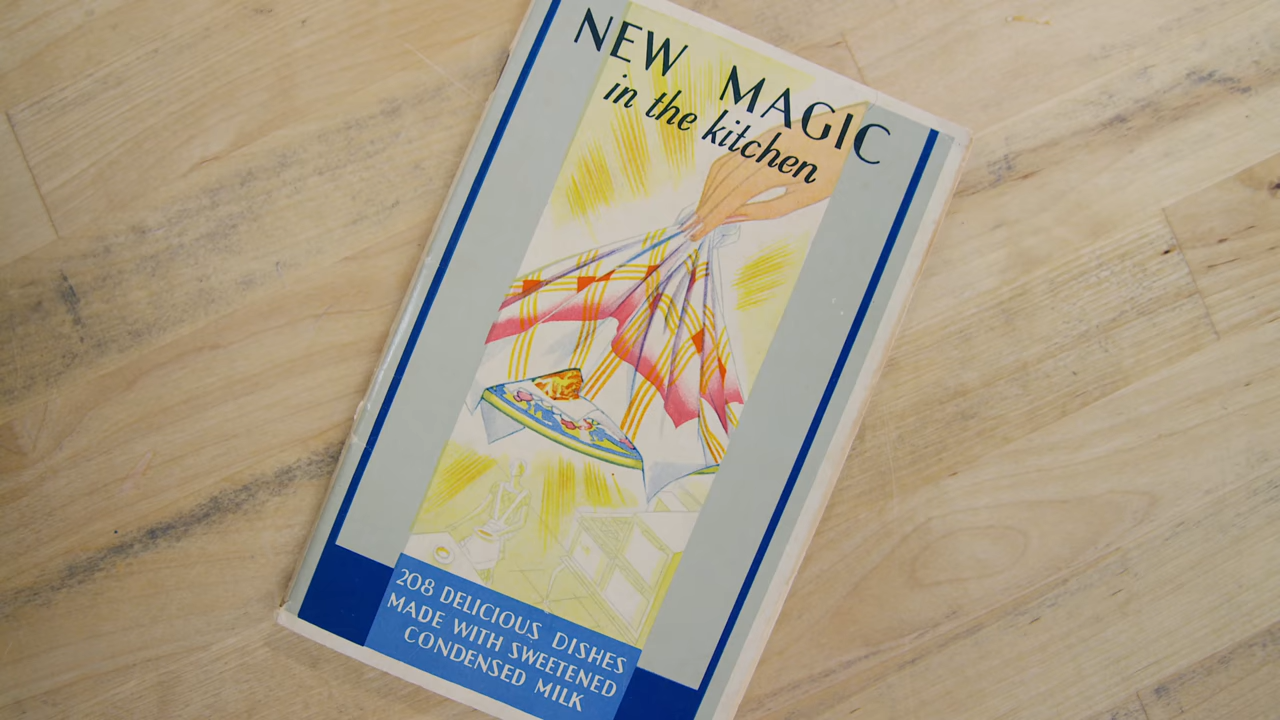 NEW MAGIC
in the kitchen
208 DELICIOUS DISHES
MADE WITH SWEETENED
CONDENSED MILK